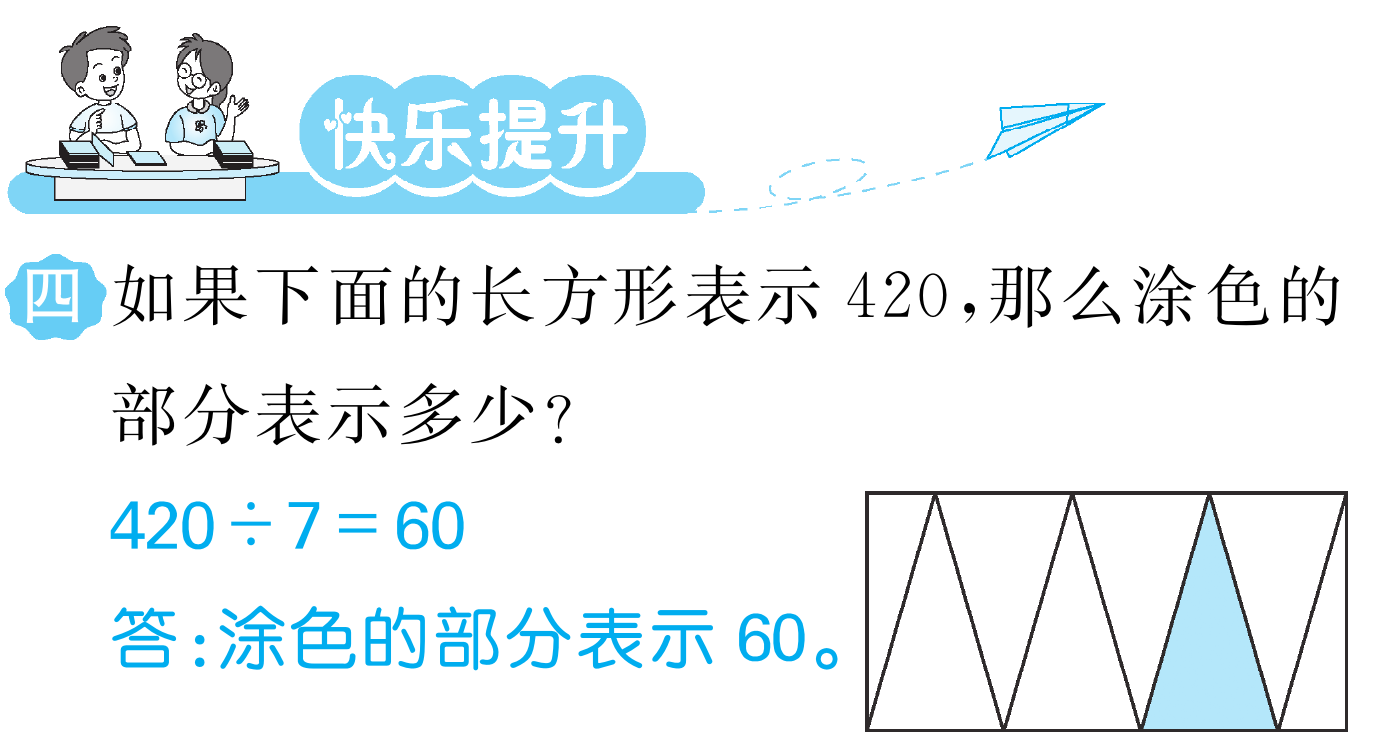 快乐提升
四 如果下面的长方形表示 420,那么涂色的
部分表示多少?
420÷7=60
答:涂色的部分表示 60。